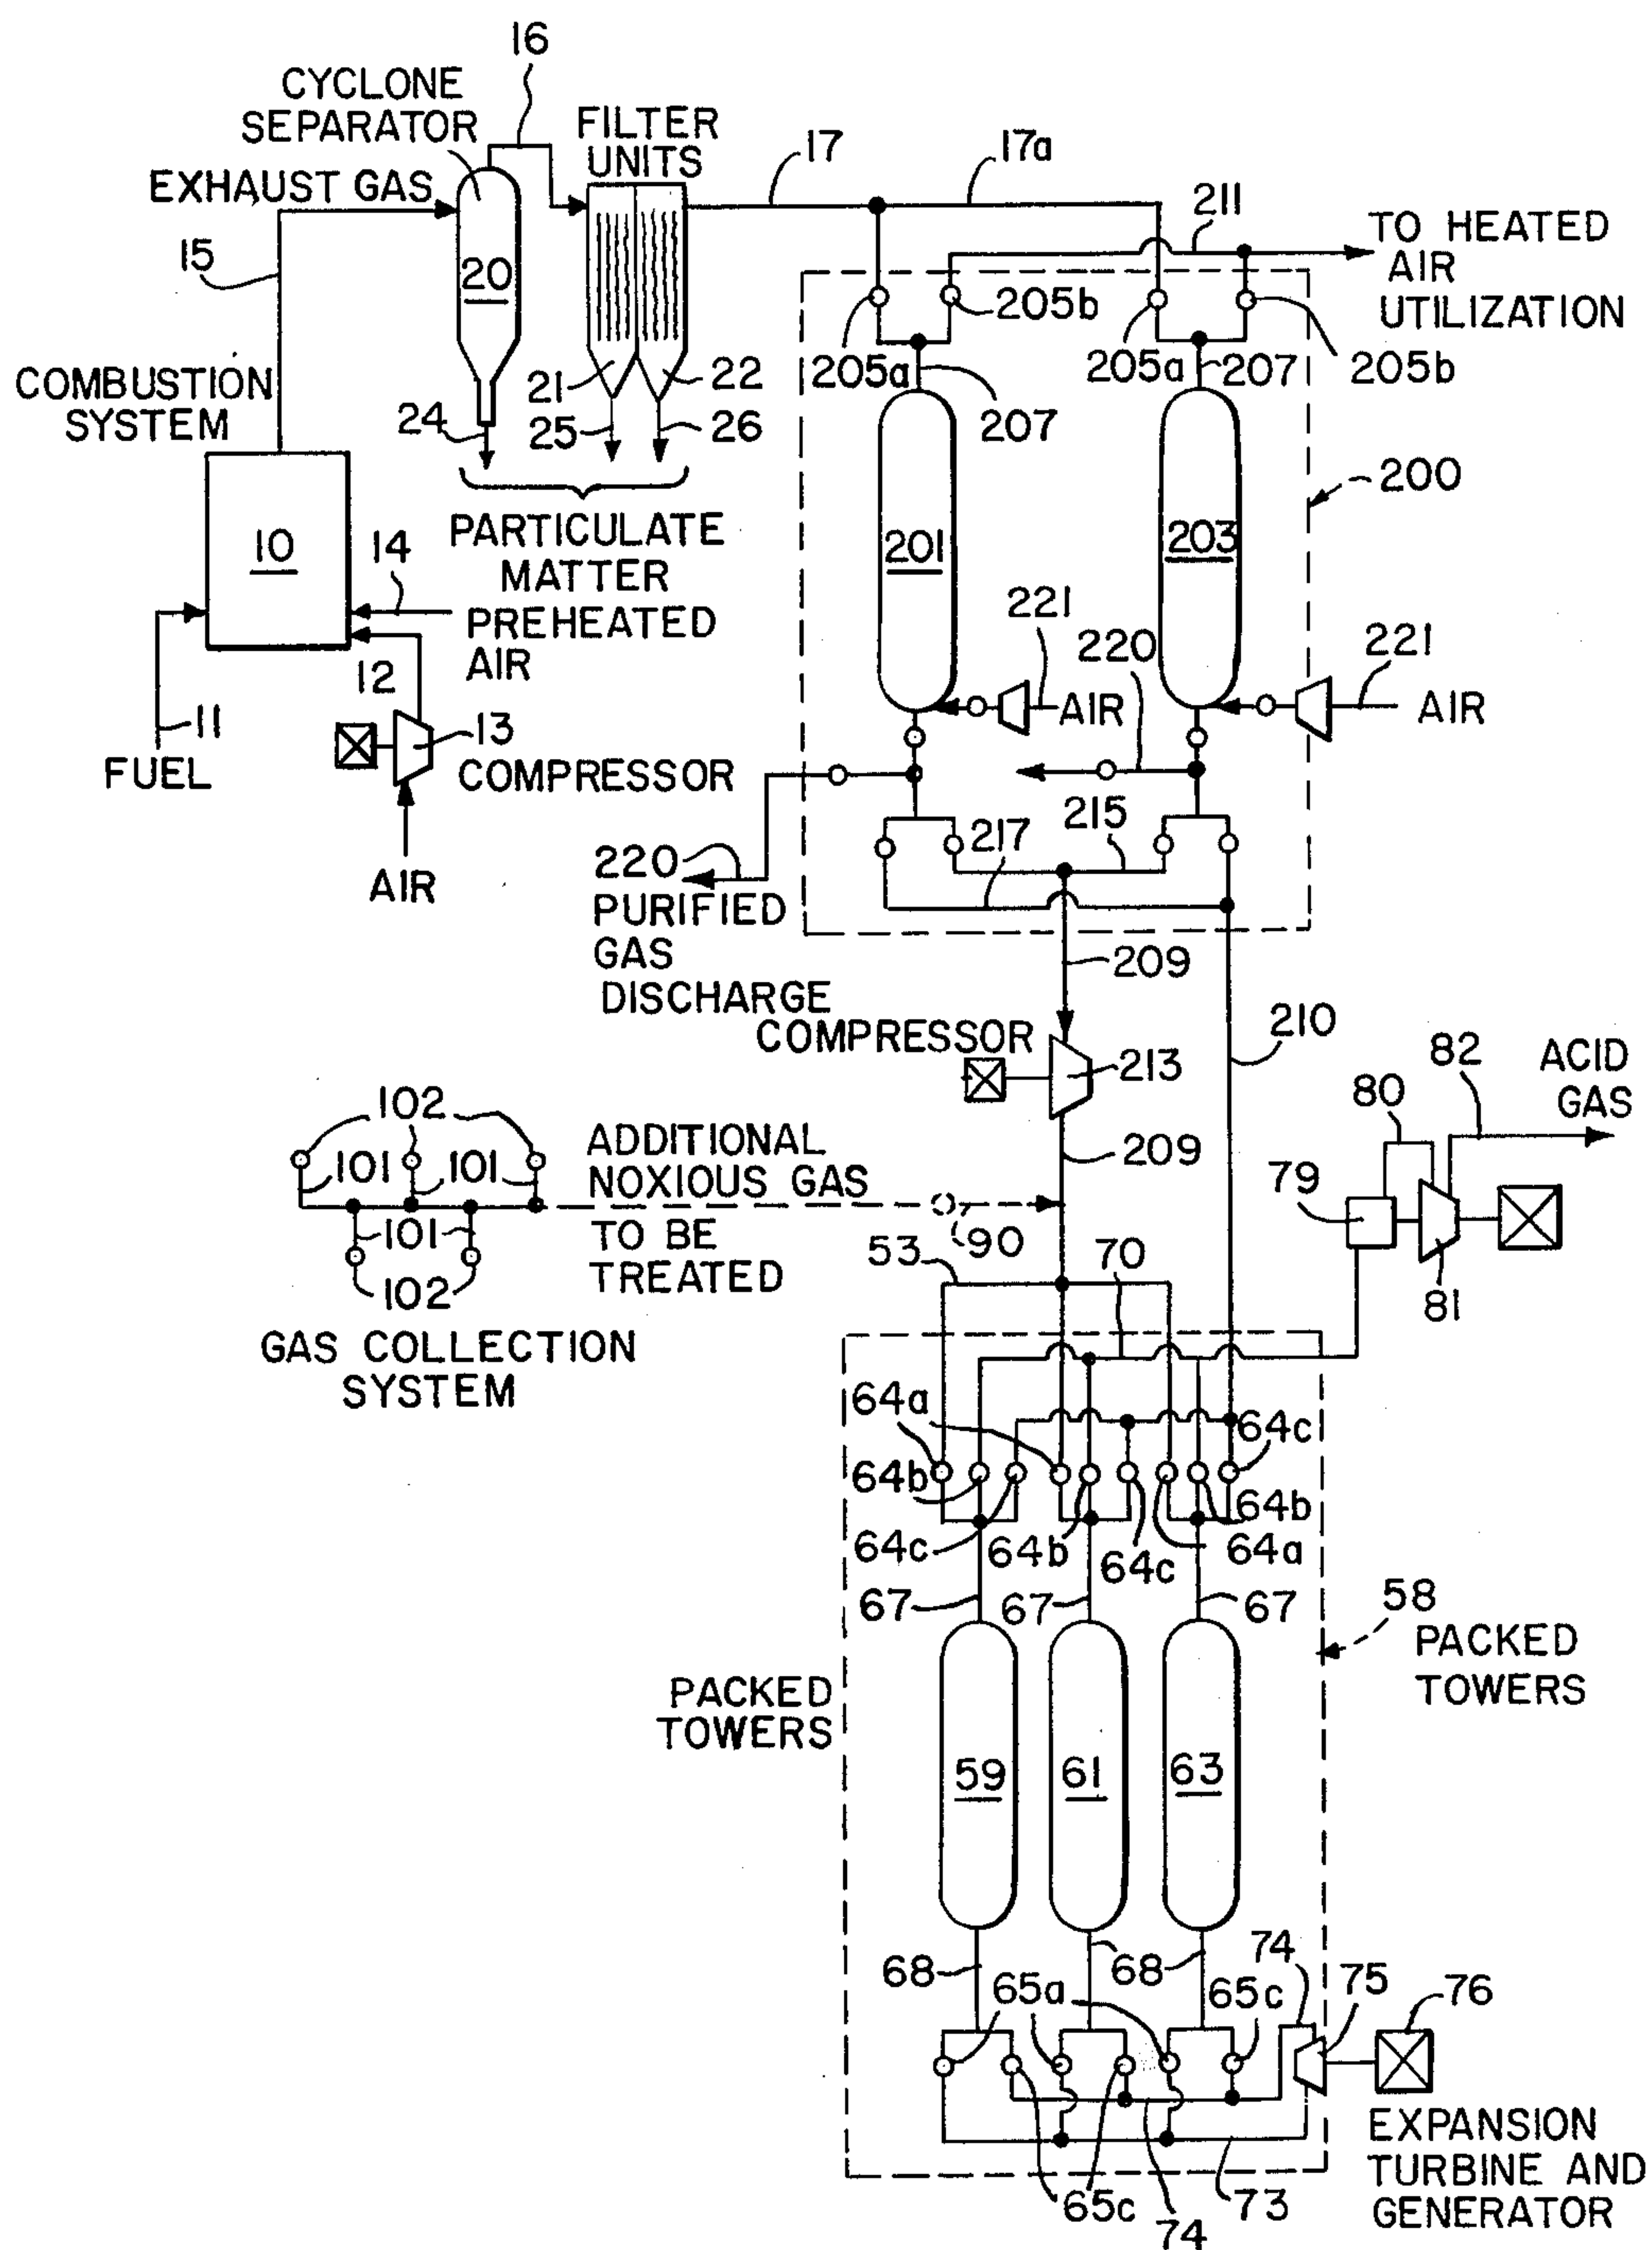 16
CYCLONE
SEPARATOR
FILTER
UNITS
EXHAUST GAS
17
17a
211
TO HEATED
AIR
UTILIZATION
15
20
205b
205a
205a
207
205b
COMBUSTION
SYSTEM
21
22
24
25
26
207
200
PARTICULATE
MATTER
10
14
201
203
PREHEATED
AIR
12
221
220
221
11
13
AIR
AIR
FUEL
COMPRESSOR
217
215
AIR
220
PURIFIED
GAS
DISCHARGE
209
COMPRESSOR
213
210
82
ACID
GAS
80
102
ADDITIONAL
NOXIOUS GAS
209
101
101
79
TO BE
TREATED
90
101
53
70
102
81
GAS COLLECTION
SYSTEM
64a
64c
64b
64b
64c
64b
64c
64a
67
67
67
58
PACKED
TOWERS
PACKED
TOWERS
59
61
63
74
68
65a
68
65c
75
76
EXPANSION
TURBINE AND
GENERATOR
65c
74
73